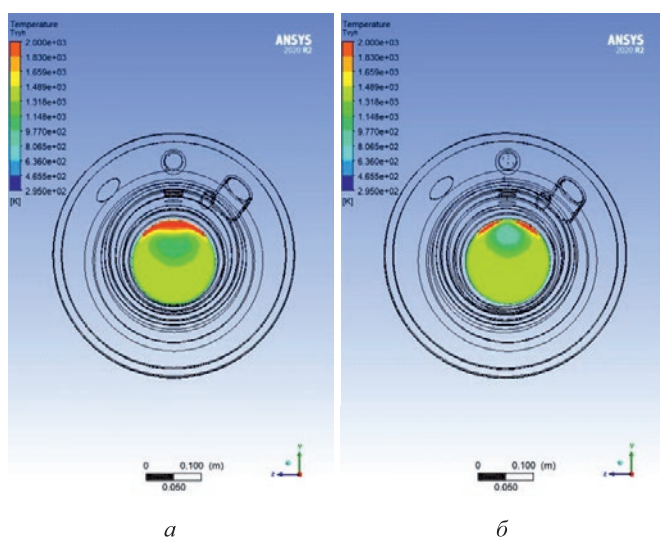 Temperature
Tvyh
2.000e+03
1.830e+03
1.659e+03
1.489e+03
1.318e+03
1.148e+03
9.770e+02
8.065e+02
6.360e+02
4.655e+02
2.950e+02
[K]
ANSYS
2020 R2
0 0.100 (m)
0.050
Y
Z
а
Temperature
Tvyh
2.000e+03
1.830e+03
1.659e+03
1.489e+03
1.318e+03
1.148e+03
9.770e+02
8.065e+02
6.360e+02
4.655e+02
2.950e+02
[K]
ANSYS
2020 R2
0 0.100 (m)
0.050
Y
Z
б